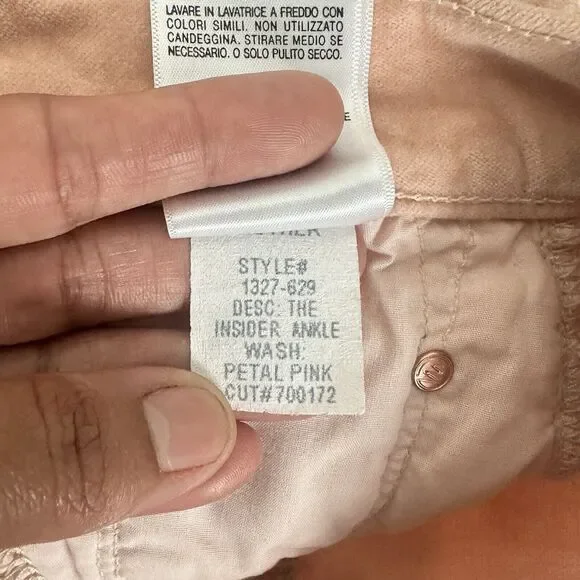 LAVARE IN LAVATRICE A FREDDO CON
COLORI SIMILI. NON UTILIZZATO
CANDEGGINA. STIRARE MEDIO SE
NECESSARIO. O SOLO PULITO SECCO.
STYLE#
1327-629
DESC: THE
INSIDER ANKLE
WASH:
PETAL PINK
CUT#700172